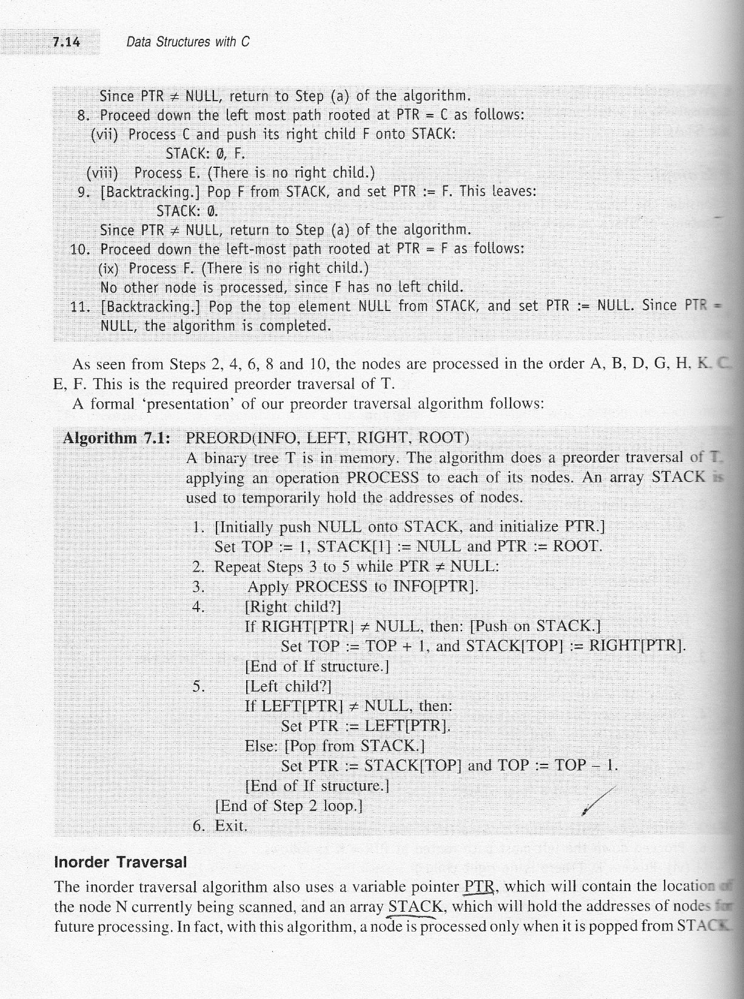 7.14 Data Structures with C
Since PTR ≠ NULL, return to Step (a) of the algorithm.
8. Proceed down the left most path rooted at PTR = C as follows:
(vii) Process C and push its right child F onto STACK:
STACK: Ø, F.
(viii) Process E. (There is no right child.)
9. [Backtracking.] Pop F from STACK, and set PTR := F. This leaves:
STACK: Ø.
Since PTR ≠ NULL, return to Step (a) of the algorithm.
10. Proceed down the left-most path rooted at PTR = F as follows:
(ix) Process F. (There is no right child.)
No other node is processed, since F has no left child.
11. [Backtracking.] Pop the top element NULL from STACK, and set PTR := NULL. Since PTR =
NULL, the algorithm is completed.
As seen from Steps 2, 4, 6, 8 and 10, the nodes are processed in the order A, B, D, G, H, K, C,
E, F. This is the required preorder traversal of T.
A formal ‘presentation’ of our preorder traversal algorithm follows:
Algorithm 7.1: PREORD(INFO, LEFT, RIGHT, ROOT)
A binary tree T is in memory. The algorithm does a preorder traversal of T,
applying an operation PROCESS to each of its nodes. An array STACK is
used to temporarily hold the addresses of nodes.
1. [Initially push NULL onto STACK, and initialize PTR.]
Set TOP := 1, STACK[1] := NULL and PTR := ROOT.
2. Repeat Steps 3 to 5 while PTR ≠ NULL:
3. Apply PROCESS to INFO[PTR].
4. [Right child?]
If RIGHT[PTR] ≠ NULL, then: [Push on STACK.]
Set TOP := TOP + 1, and STACK[TOP] := RIGHT[PTR].
[End of If structure.]
5. [Left child?]
If LEFT[PTR] ≠ NULL, then:
Set PTR := LEFT[PTR].
Else: [Pop from STACK.]
Set PTR := STACK[TOP] and TOP := TOP – 1.
[End of If structure.]
[End of Step 2 loop.]
6. Exit.
Inorder Traversal
The inorder traversal algorithm also uses a variable pointer PTR, which will contain the location of
the node N currently being scanned, and an array STACK, which will hold the addresses of nodes for
future processing. In fact, with this algorithm, a node is processed only when it is popped from STACK.